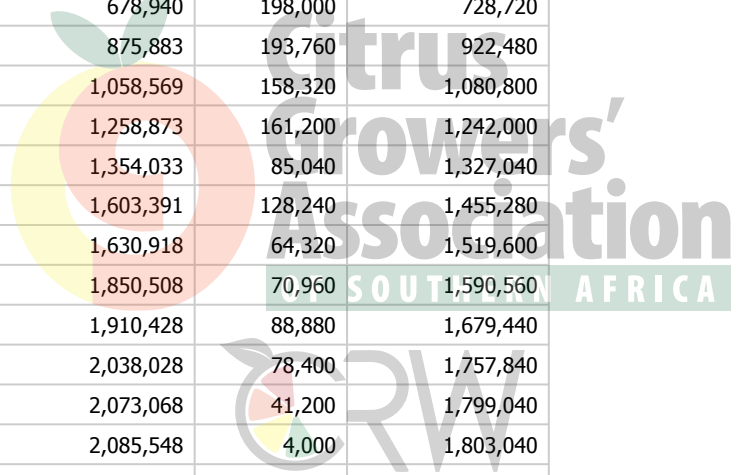 678,940 198,000 728,720
875,883 193,760 922,480
1,058,569 158,320 1,080,800
1,258,873 161,200 1,242,000
1,354,033 85,040 1,327,040
1,603,391 128,240 1,455,280
1,630,918 64,320 1,519,600
1,850,508 70,960 1,590,560
1,910,428 88,880 1,679,440
2,038,028 78,400 1,757,840
2,073,068 41,200 1,799,040
2,085,548 4,000 1,803,040
Citrus
Growers'
Association
OF SOUTHERN AFRICA
CRW